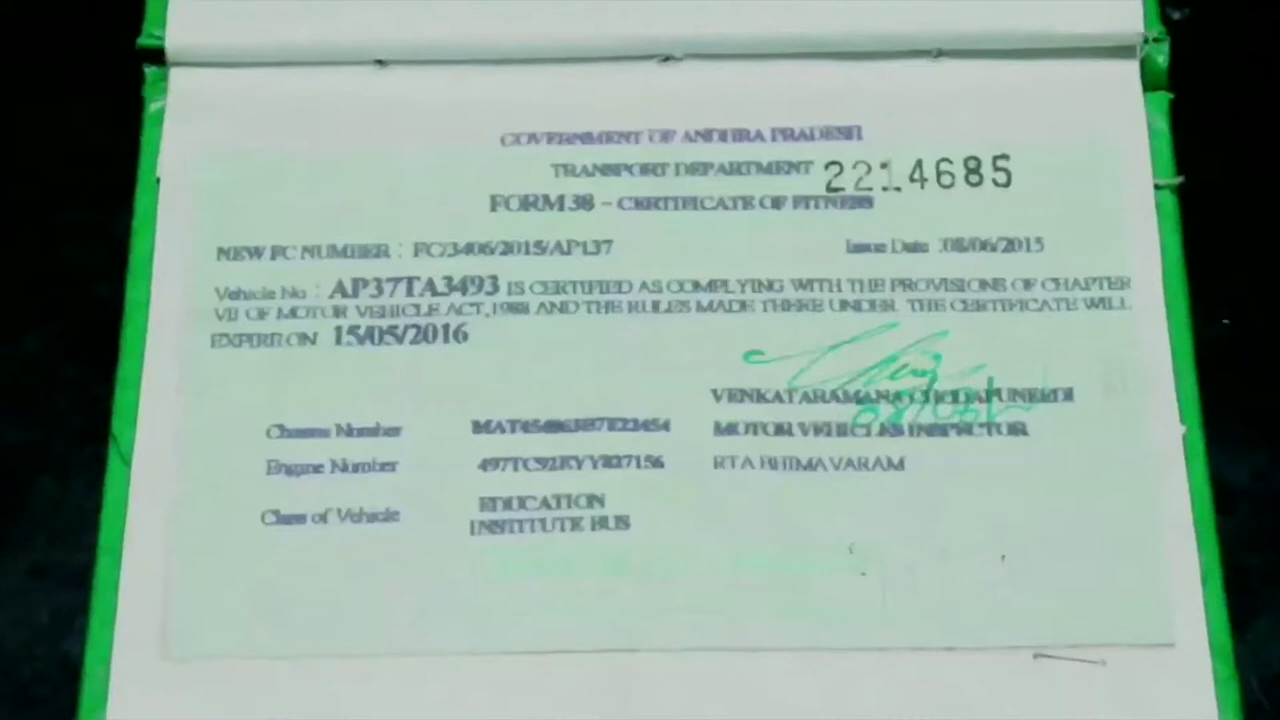 GOVERNMENT OF ANDHRA PRADESH
TRANSPORT DEPARTMENT 2214685
FORM 38 - CERTIFICATE OF FITNESS
NEW FC NUMBER : FC/3406/2015/AP137 Issue Date :08/06/2015
Vehicle No : AP37TA3493 IS CERTIFIED AS COMPLYING WITH THE PROVISIONS OF CHAPTER
VII OF MOTOR VEHICLE ACT,1988 AND THE RULES MADE THERE UNDER. THE CERTIFICATE WILL
EXPIRE ON 15/05/2016
VENKATARAMANA
Chassis Number MOTOR VEHICLES INSPECTOR
Engine Number RTA BHIMAVARAM
Class of Vehicle EDUCATION
INSTITUTE BUS